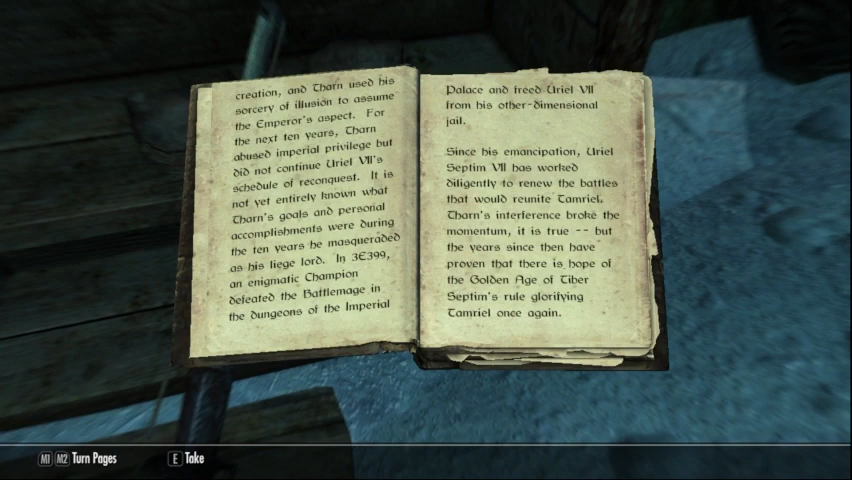 creation, and Tharn used his
sorcery of illusion to assume
the Emperor's aspect. For
the next ten years, Tharn
abused imperial privilege but
did not continue Uriel VII's
schedule of reconquest. It is
not yet entirely known what
Tharn's goals and personal
accomplishments were during
the ten years he masqueraded
as his liege lord. In 3E399,
an enigmatic Champion
defeated the Battlemage in
the dungeons of the Imperial
Palace and freed Uriel VII
from his other-dimensional
jail.
Since his emancipation, Uriel
Septim VII has worked
diligently to renew the battles
that would reunite Tamriel.
Tharn's interference broke the
momentum, it is true -- but
the years since then have
proven that there is hope of
the Golden Age of Tiber
Septim's rule glorifying
Tamriel once again.
M1 M2 Turn Pages
E Take